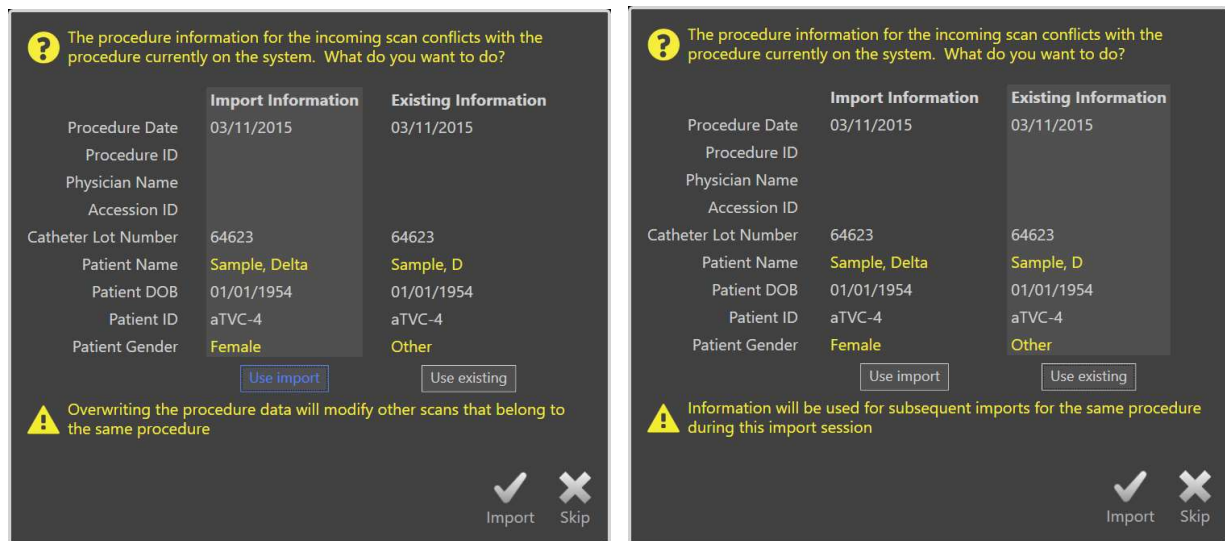 The procedure information for the incoming scan conflicts with the
procedure currently on the system.  What do you want to do?
Import Information Existing Information
Procedure Date 03/11/2015 03/11/2015
Procedure ID
Physician Name
Accession ID
Catheter Lot Number 64623 64623
Patient Name Sample, Delta Sample, D
Patient DOB 01/01/1954 01/01/1954
Patient ID aTVC-4 aTVC-4
Patient Gender Female Other
Use import Use existing
Overwriting the procedure data will modify other scans that belong to
the same procedure
Import Skip
The procedure information for the incoming scan conflicts with the
procedure currently on the system.  What do you want to do?
Import Information Existing Information
Procedure Date 03/11/2015 03/11/2015
Procedure ID
Physician Name
Accession ID
Catheter Lot Number 64623 64623
Patient Name Sample, Delta Sample, D
Patient DOB 01/01/1954 01/01/1954
Patient ID aTVC-4 aTVC-4
Patient Gender Female Other
Use import Use existing
Information will be used for subsequent imports for the same procedure
during this import session
Import Skip